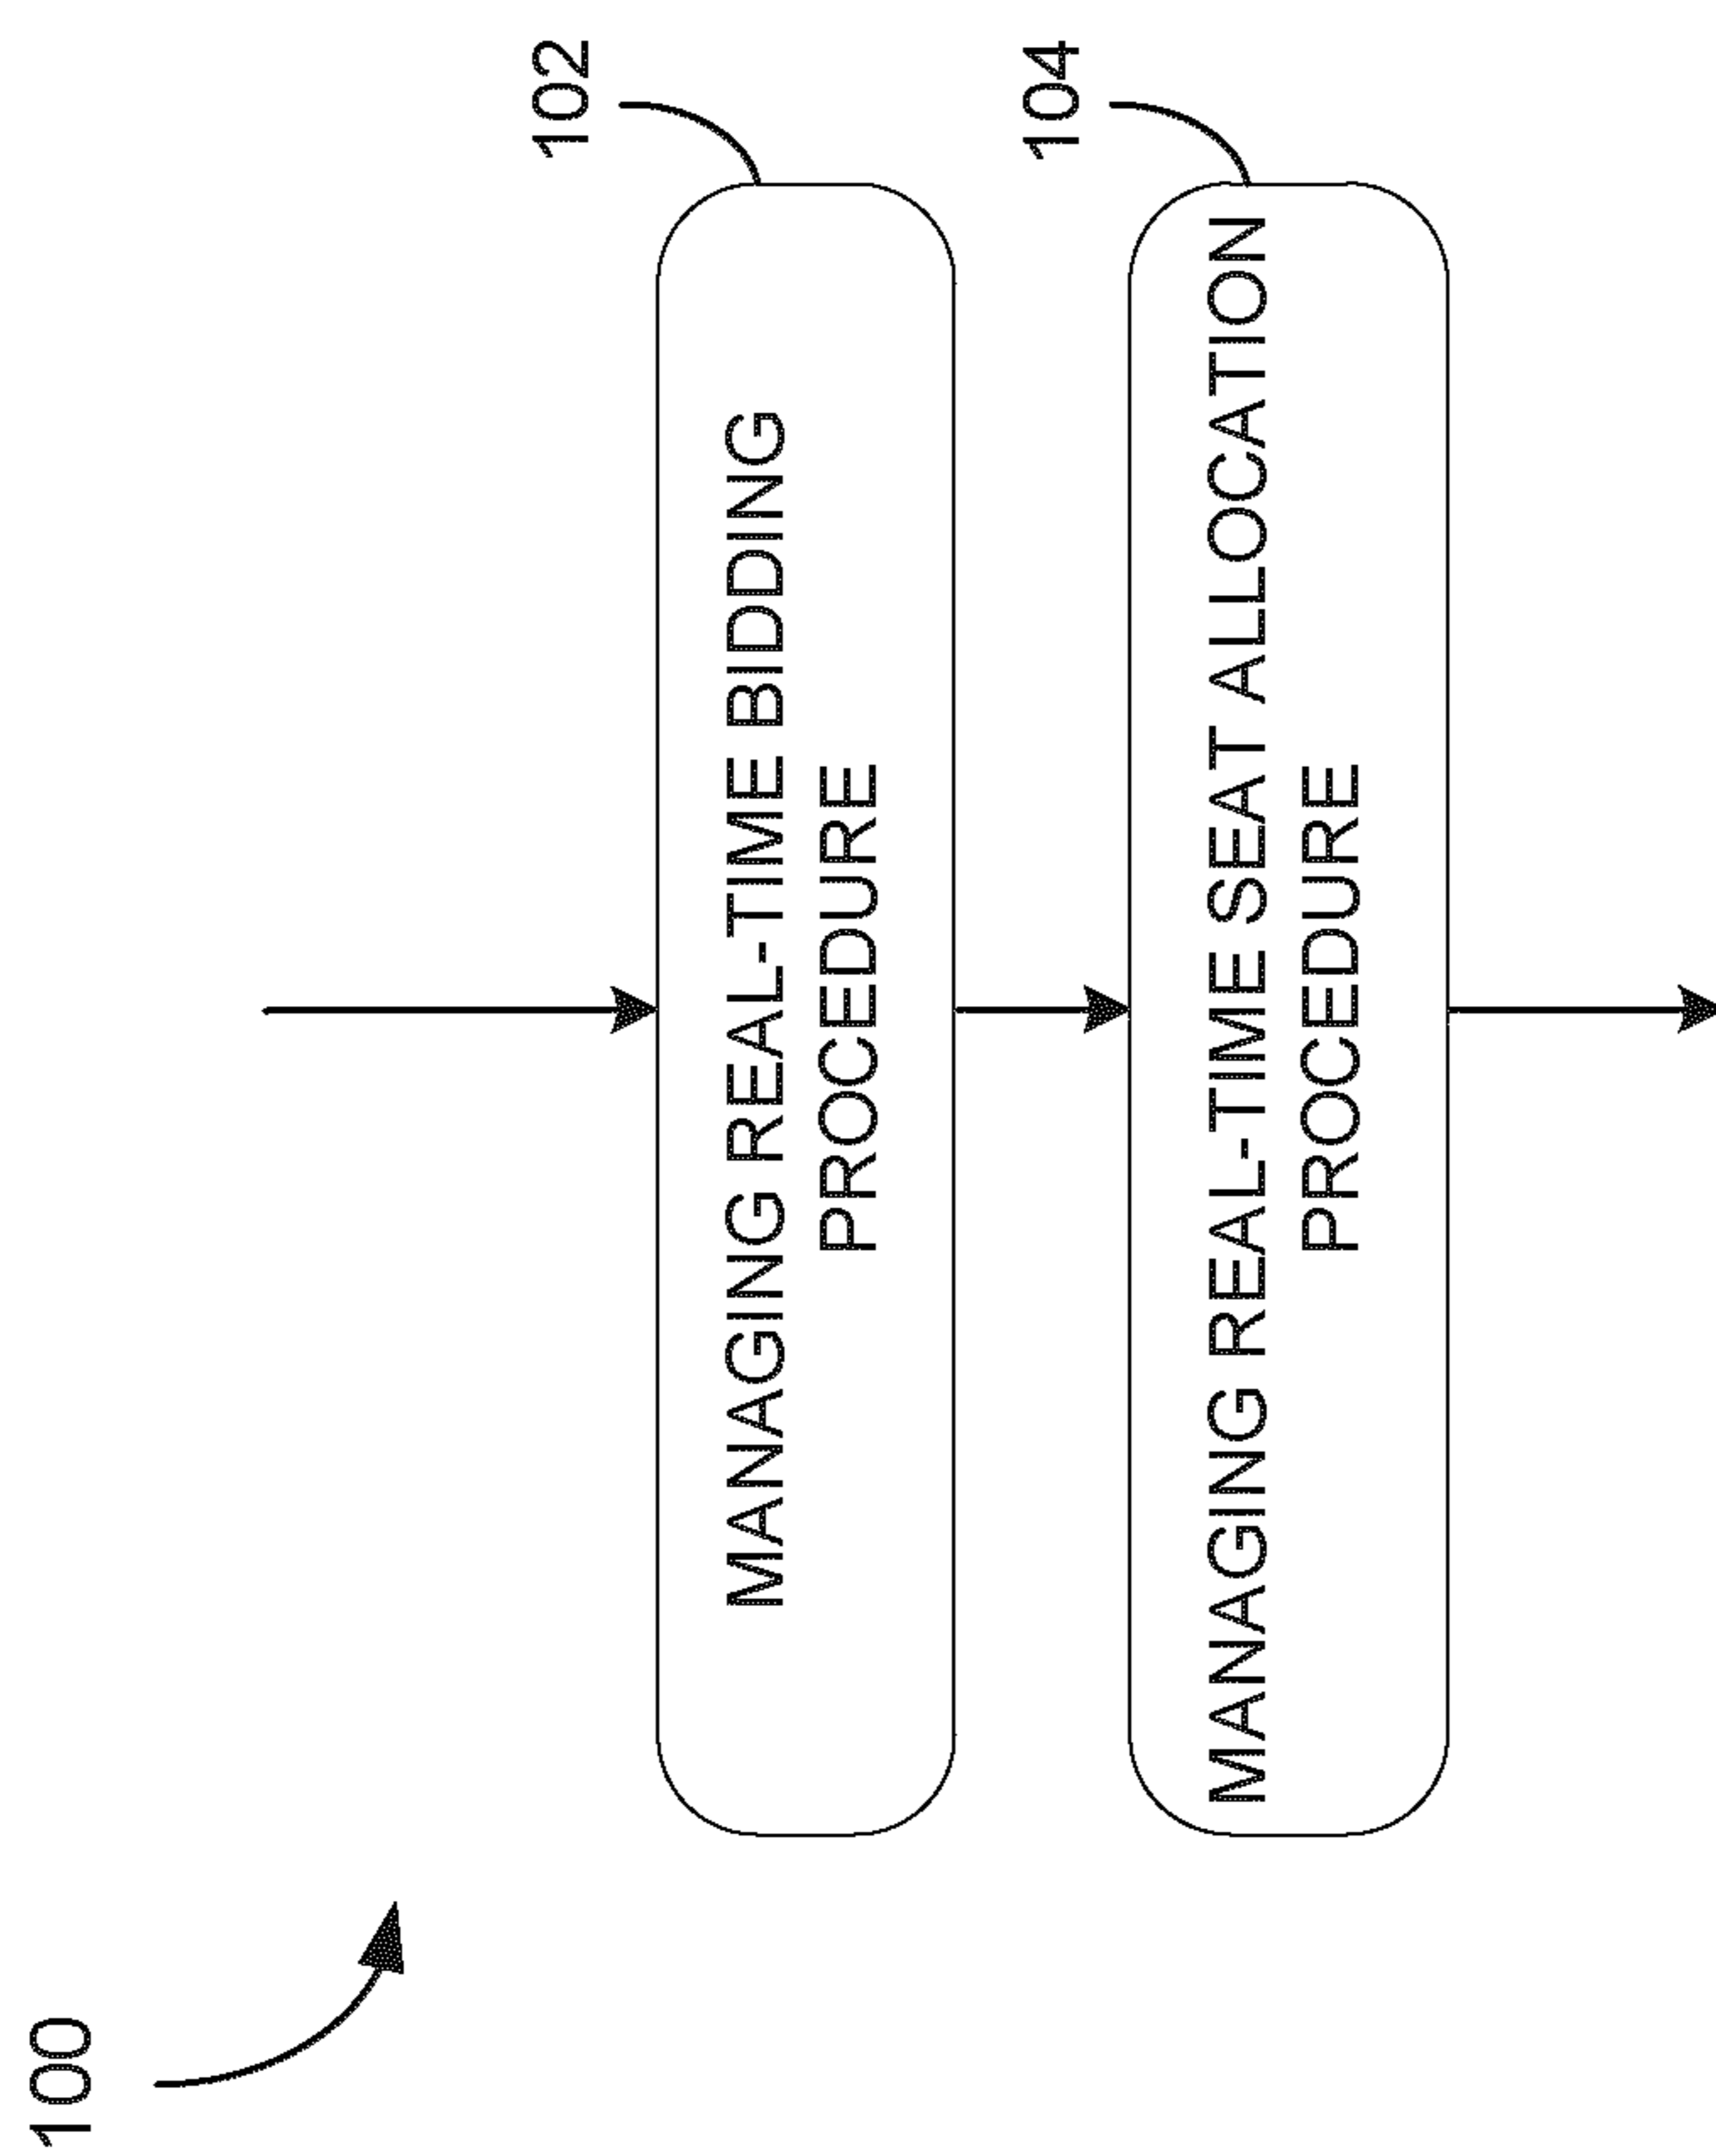 100
102
MANAGING REAL-TIME BIDDING
PROCEDURE
104
MANAGING REAL-TIME SEAT ALLOCATION
PROCEDURE